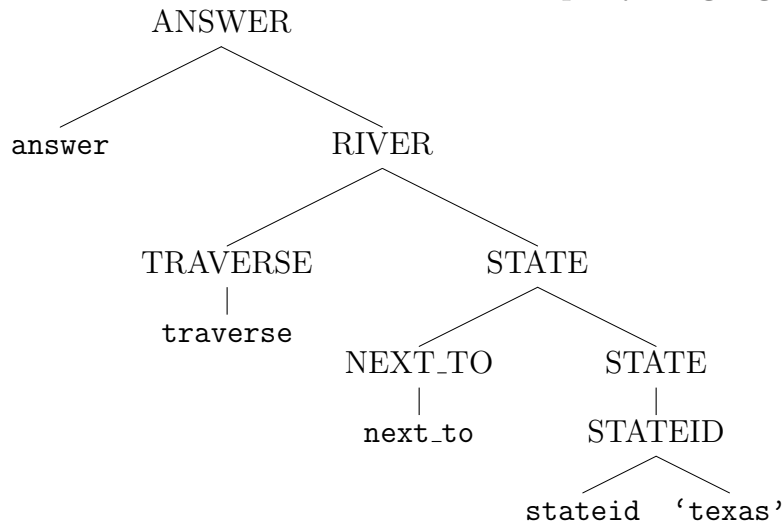 ANSWER
answer RIVER
TRAVERSE STATE
traverse
NEXT_TO STATE
next_to STATEID
stateid ‘texas’